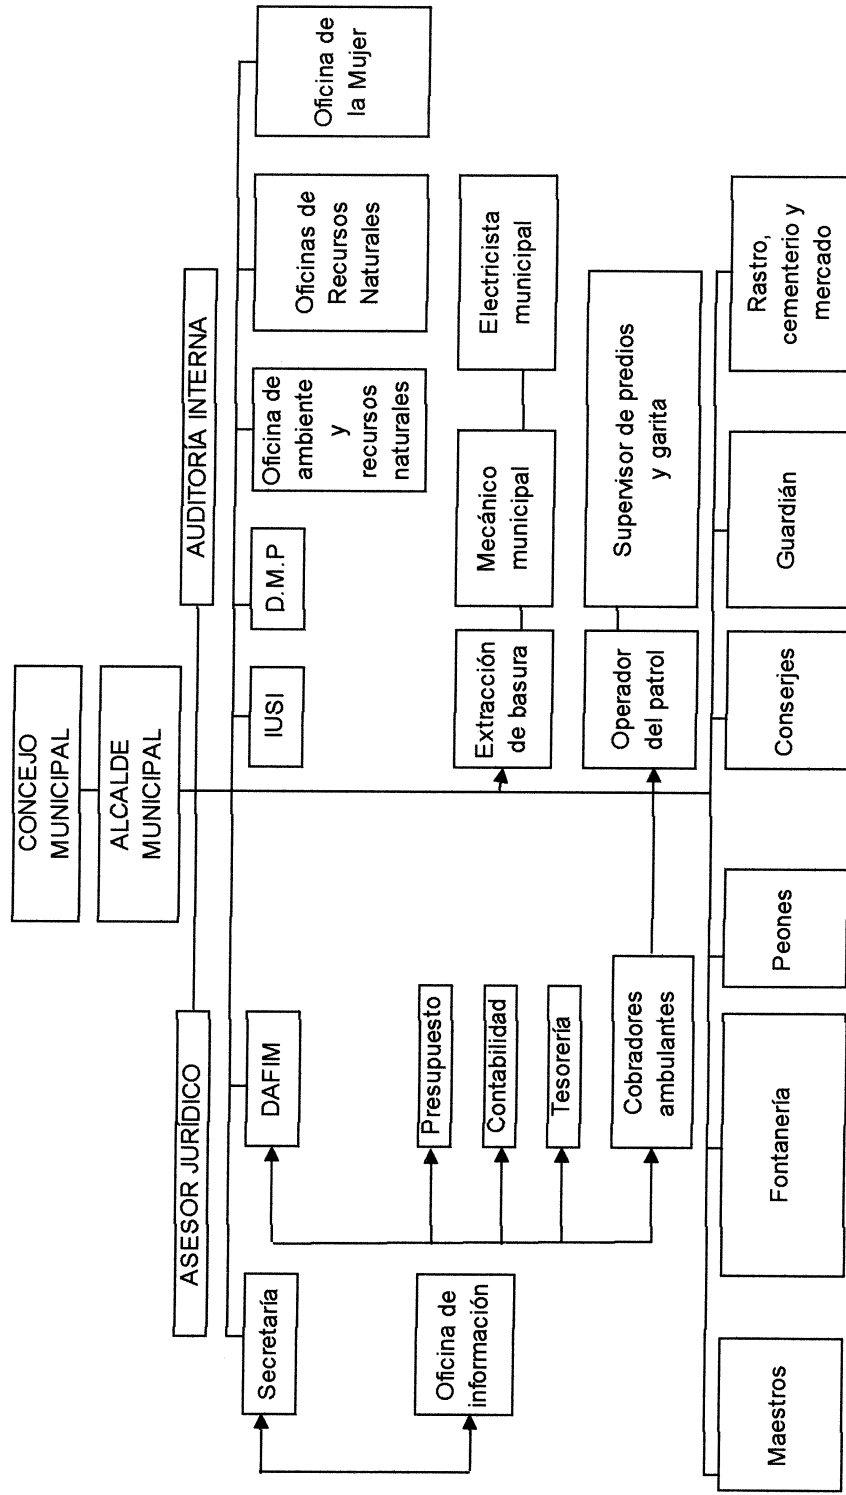 CONCEJO
MUNICIPAL
ALCALDE
MUNICIPAL
ASESOR JURÍDICO
AUDITORÍA INTERNA
Secretaría
DAFIM
IUSI
D.M.P
Oficina de
ambiente
y
recursos
naturales
Oficinas de
Recursos
Naturales
Oficina de
la Mujer
Oficina de
información
Presupuesto
Contabilidad
Tesorería
Cobradores
ambulantes
Extracción
de basura
Mecánico
municipal
Electricista
municipal
Operador
del patrol
Supervisor de predios
y garita
Maestros
Fontanería
Peones
Conserjes
Guardián
Rastro,
cementerio y
mercado